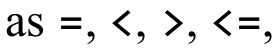 as =, <, >, <=,